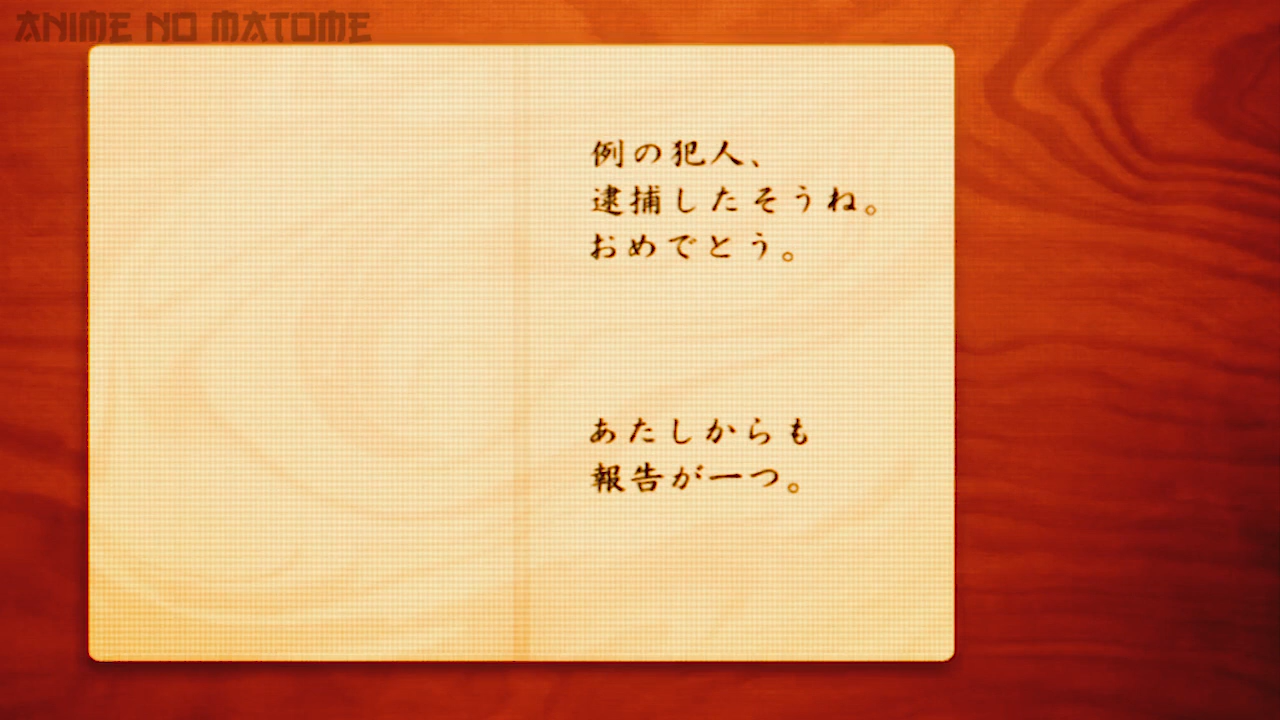 ANIME NO MATOME
例の犯人、
逮捕したそうね。
おめでとう。
あたしからも
報告が一つ。